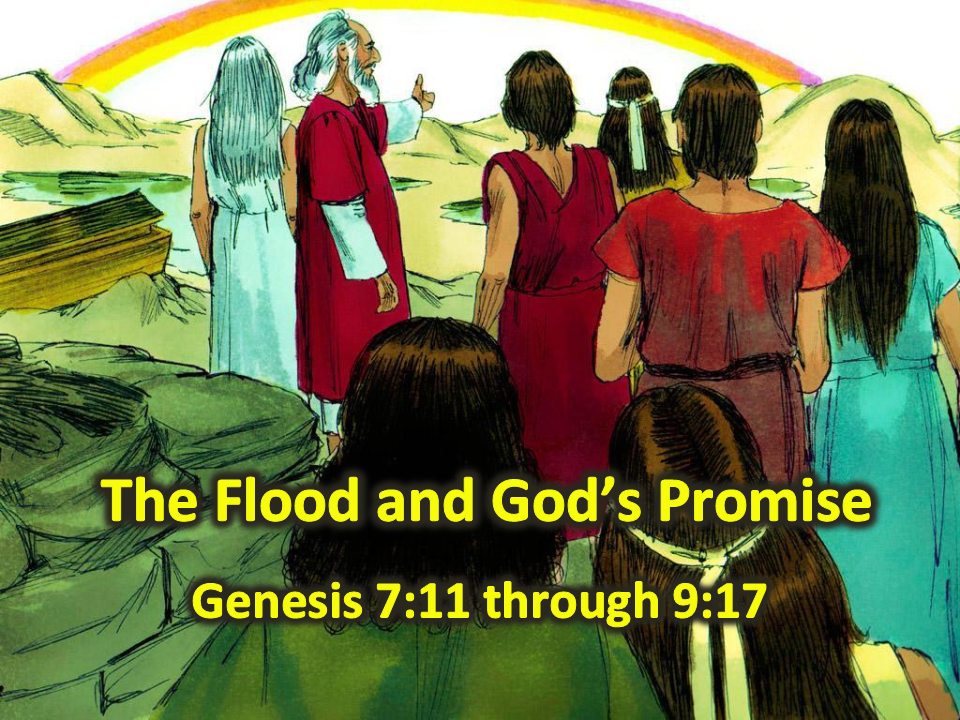 The Flood and God’s Promise
Genesis 7:11 through 9:17